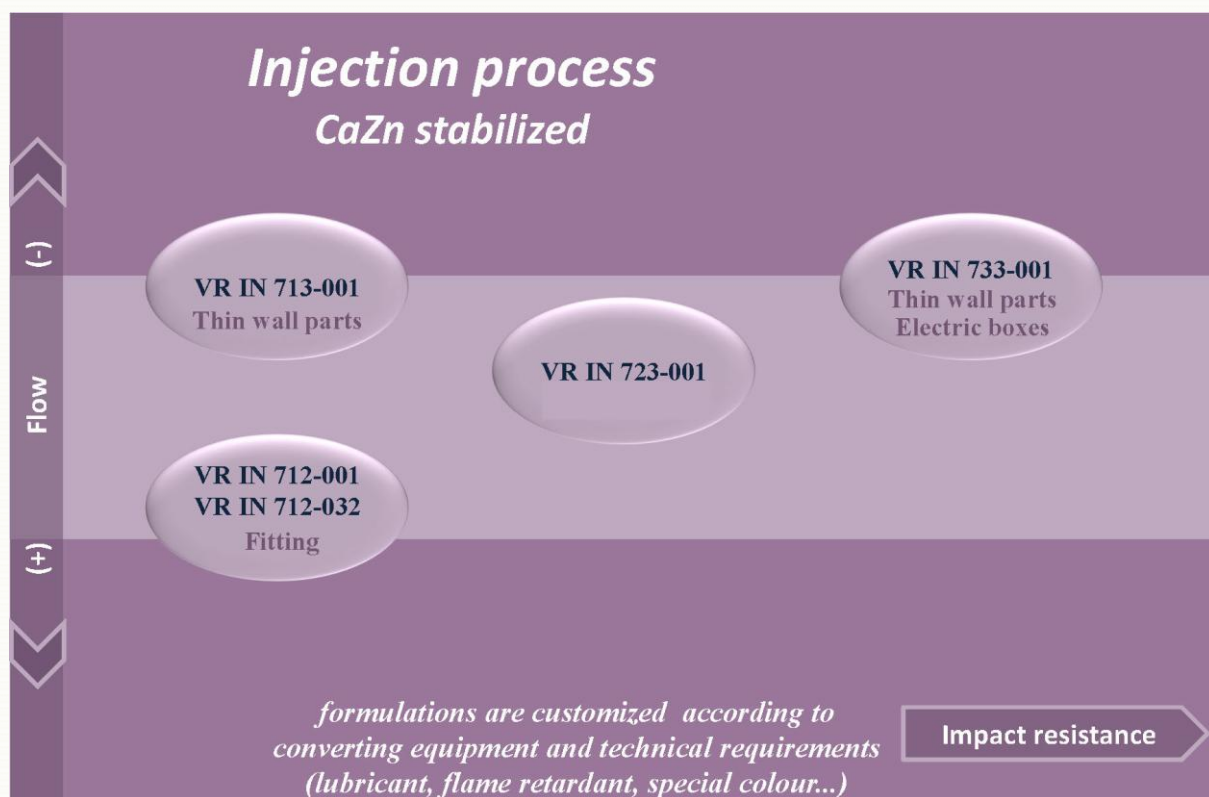 Injection process
CaZn stabilized
(-)
Flow
(+)
VR IN 713-001
Thin wall parts
VR IN 733-001
Thin wall parts
Electric boxes
VR IN 723-001
VR IN 712-001
VR IN 712-032
Fitting
formulations are customized according to
converting equipment and technical requirements
(lubricant, flame retardant, special colour...)
Impact resistance